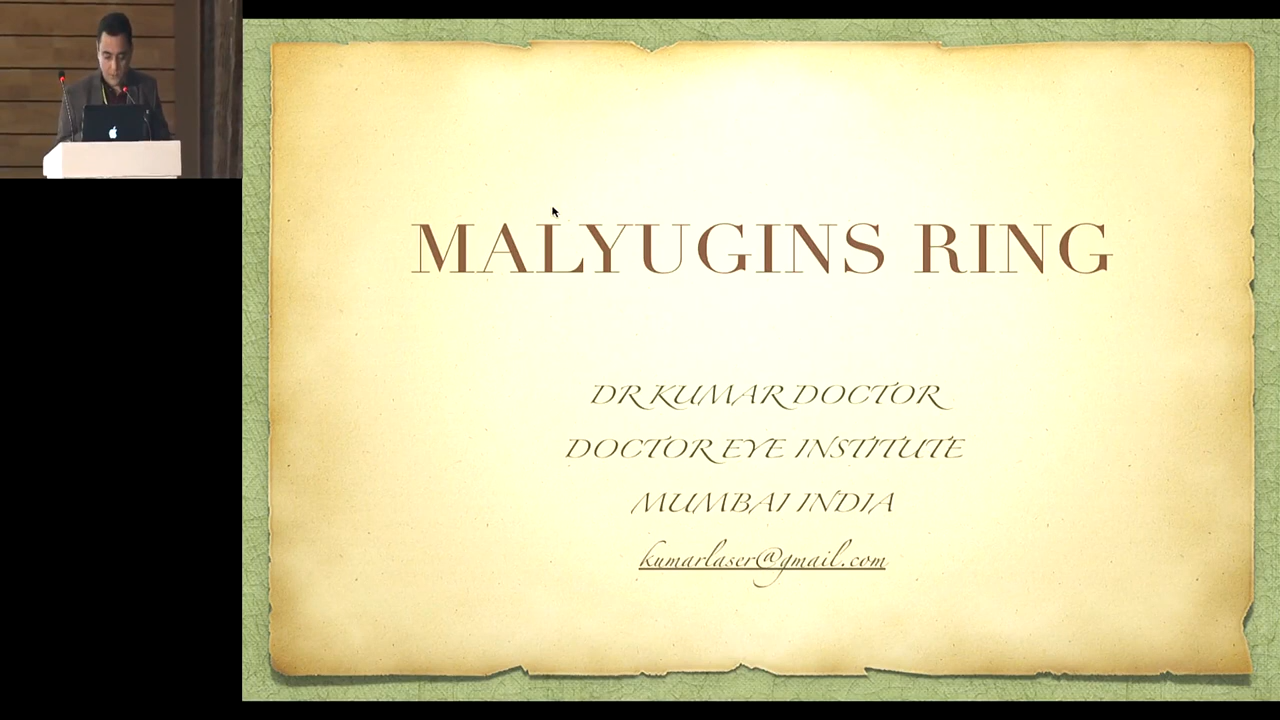 MALYUGINS RING
DR KUMAR DOCTOR
DOCTOR EYE INSTITUTE
MUMBAI INDIA
kumarlaser@gmail.com